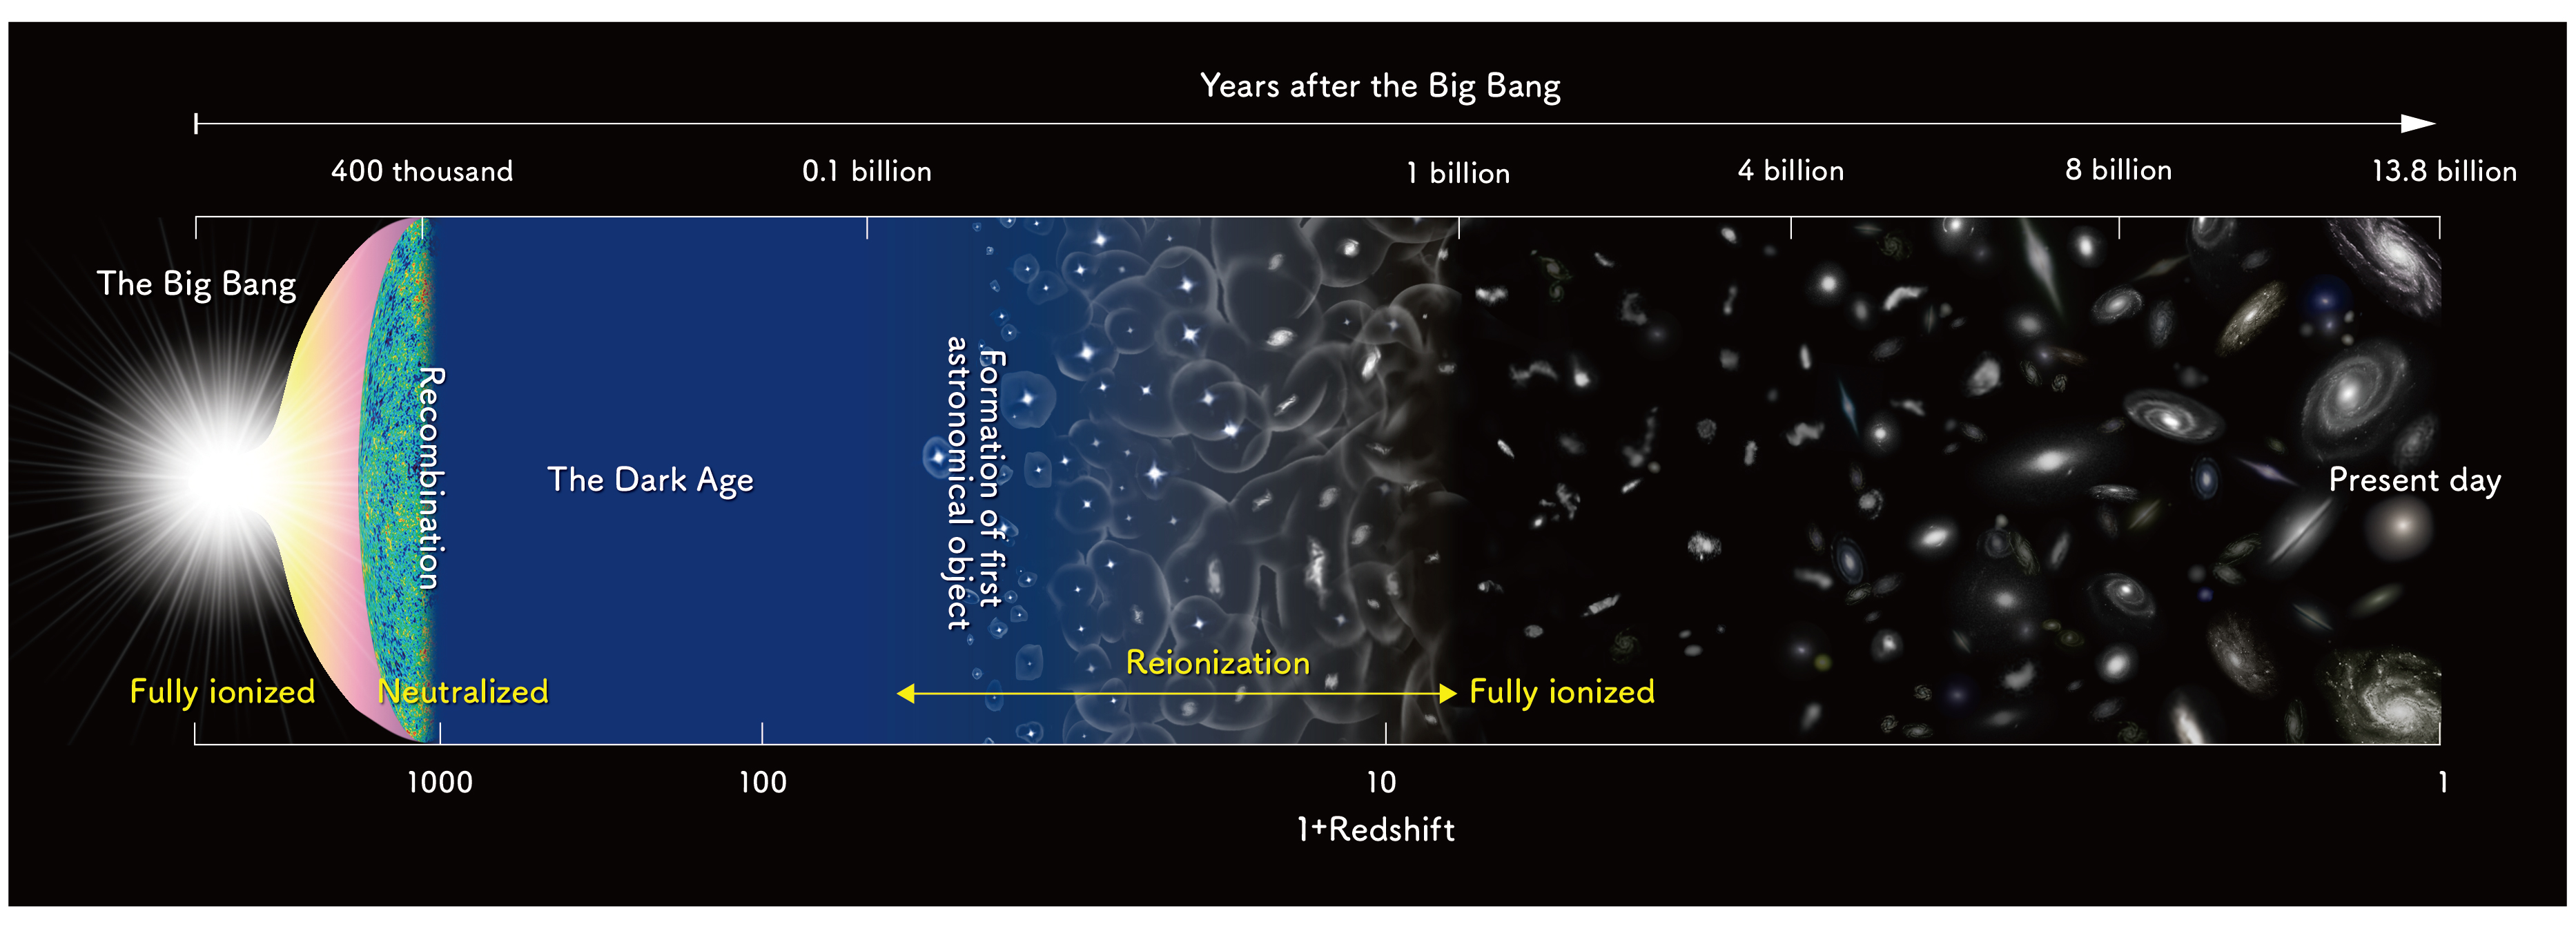 Years after the Big Bang
400 thousand
0.1 billion
1 billion
4 billion
8 billion
13.8 billion
The Big Bang
Recombination
The Dark Age
Formation of first
astronomical object
Present day
Fully ionized
Neutralized
Reionization
Fully ionized
1000
100
10
1
1+Redshift